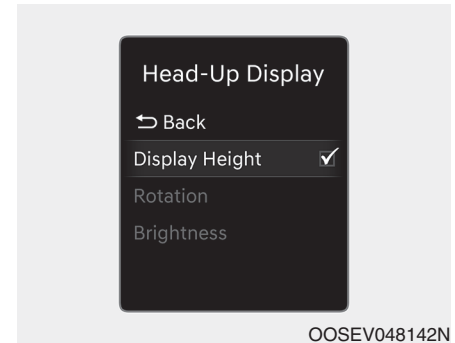 Head-Up Display
Back
Display Height
Rotation
Brightness
OOSEV048142N